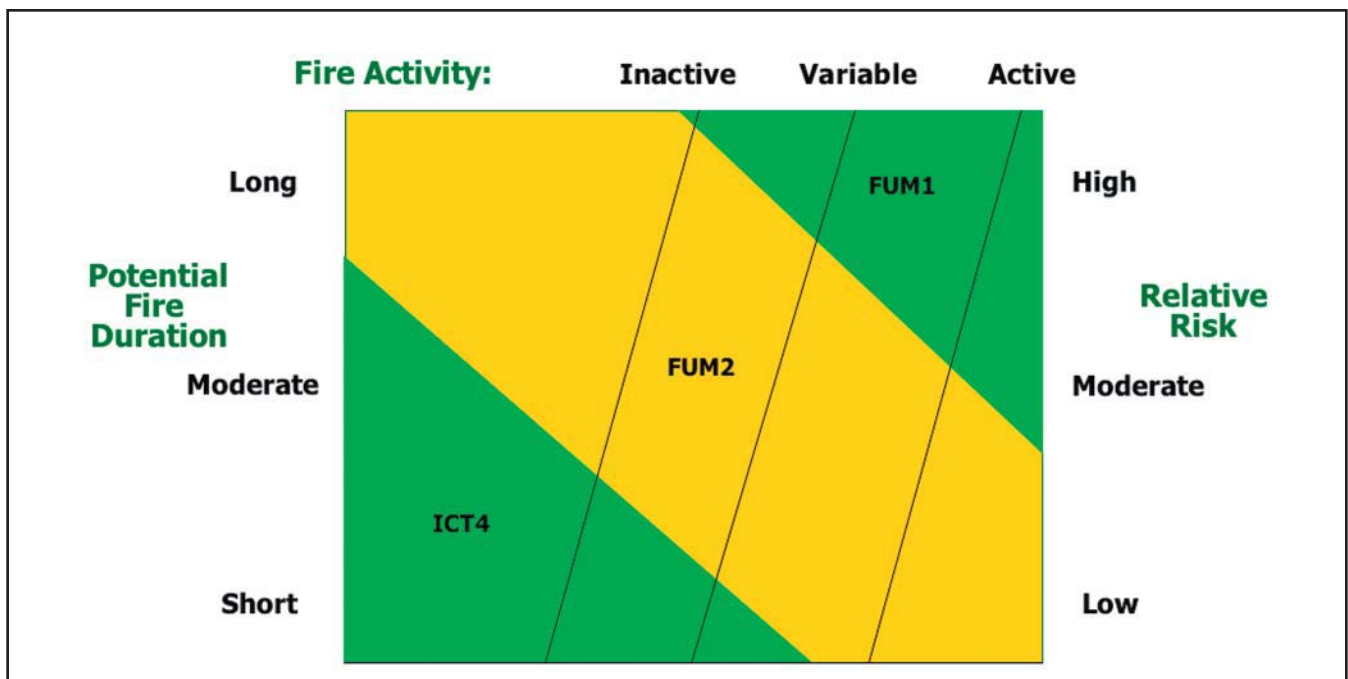 Fire Activity: Inactive Variable Active
Long
FUM1
High
Potential
Fire
Duration
Relative
Risk
Moderate
FUM2
Moderate
ICT4
Short
Low